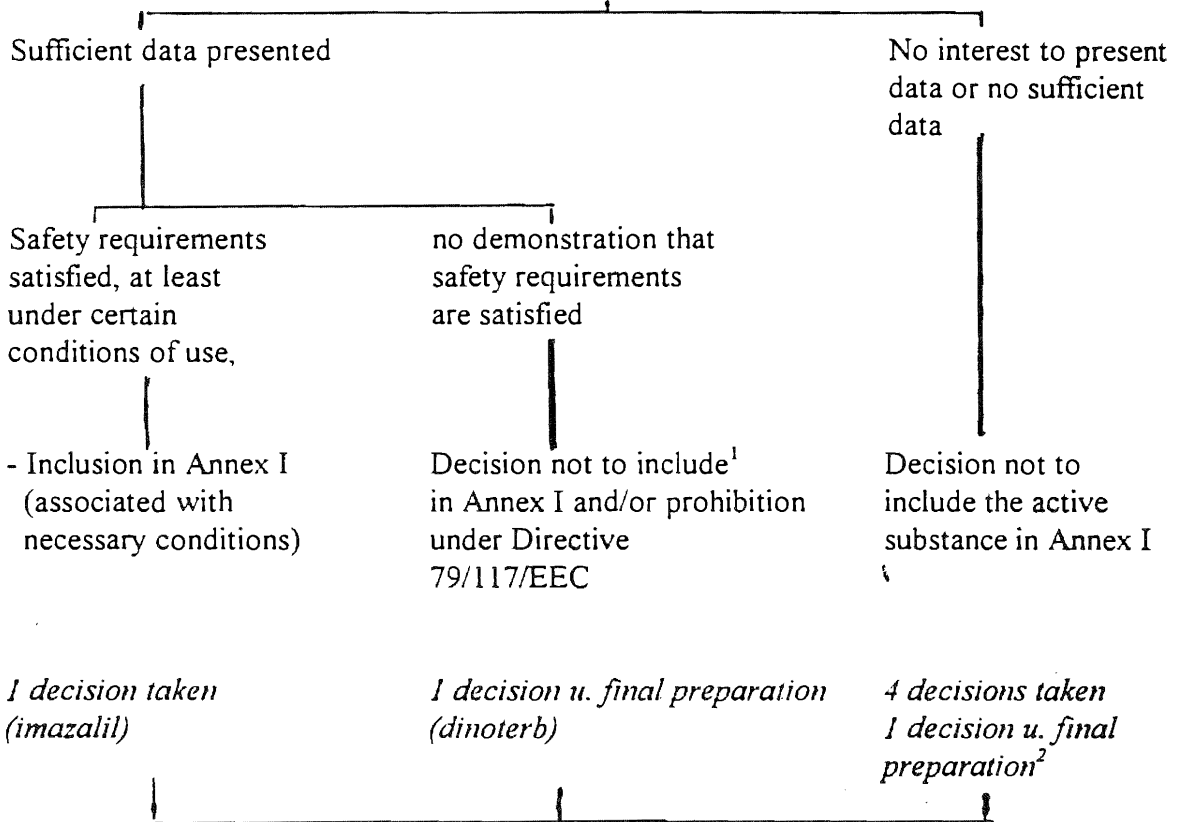 Sufficient data presented
No interest to present
data or no sufficient
data
Safety requirements
satisfied, at least
under certain
conditions of use,
no demonstration that
safety requirements
are satisfied
- Inclusion in Annex I
(associated with
necessary conditions)
Decision not to include¹
in Annex I and/or prohibition
under Directive
79/117/EEC
Decision not to
include the active
substance in Annex I
1 decision taken
(imazalil)
1 decision u. final preparation
(dinoterb)
4 decisions taken
1 decision u. final
preparation²